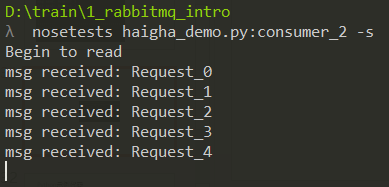 D:\train\1_rabbitmq_intro
λ nosetests haigha_demo.py:consumer_2 -s
Begin to read
msg received: Request_0
msg received: Request_1
msg received: Request_2
msg received: Request_3
msg received: Request_4